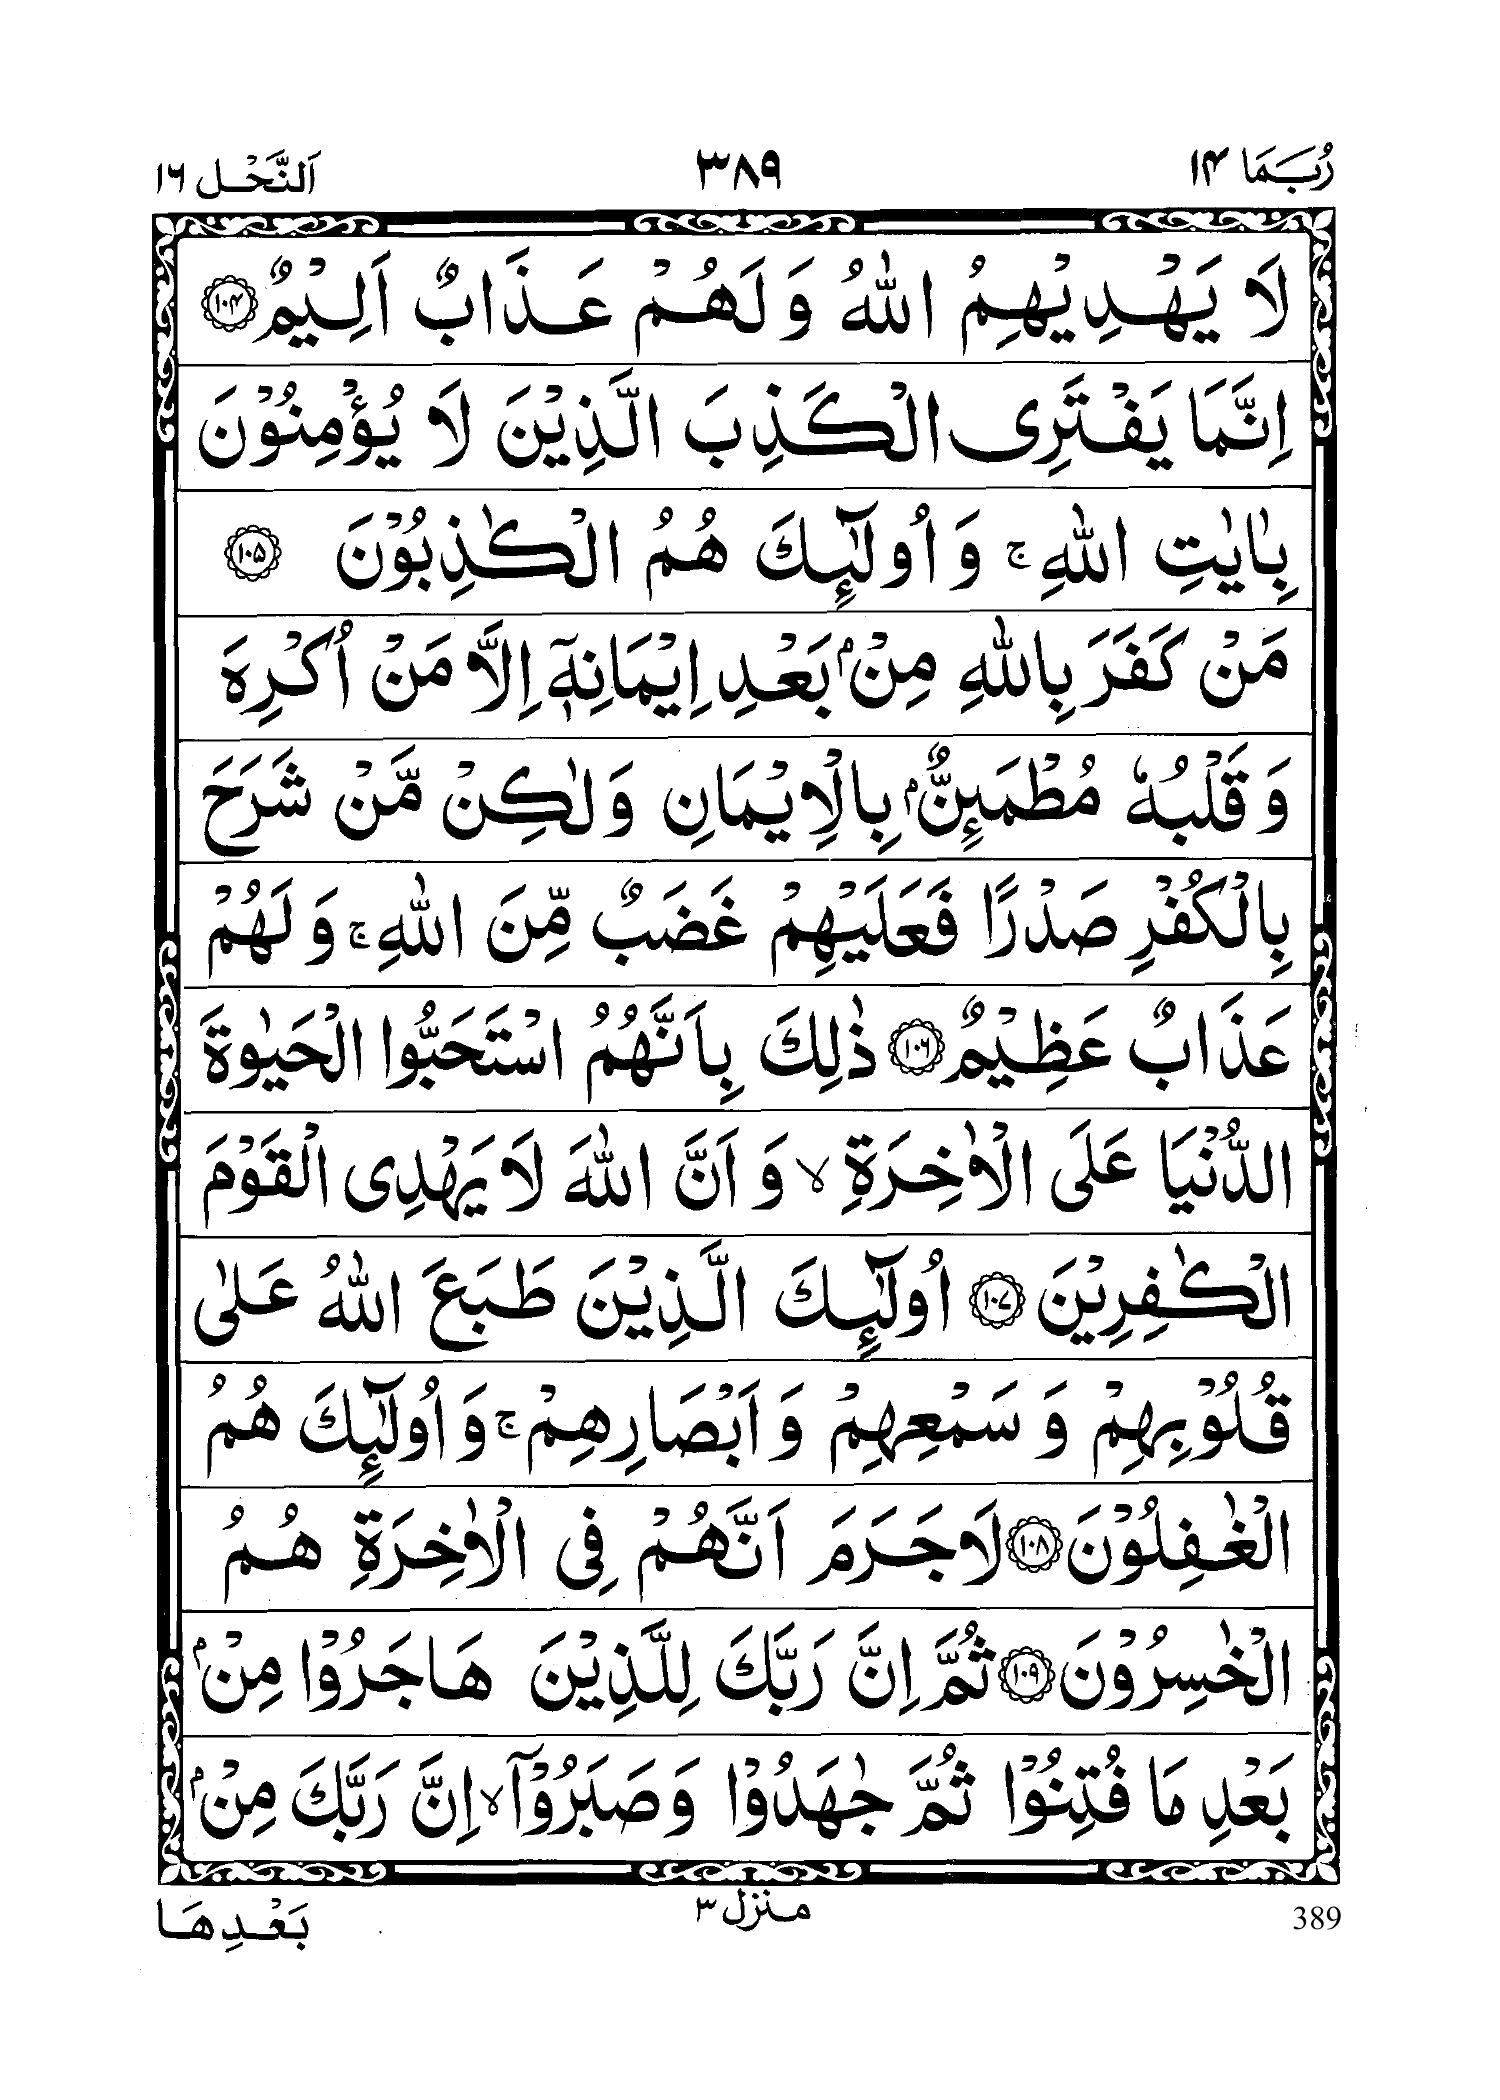 رُبَمَا ۱۴
۳۸۹
اَلنَّحْل ۱۶
لَا يَهْدِيْهِمُ اللّٰهُ وَ لَهُمْ عَذَابٌ اَلِيْمٌ ﴿۱۰۴﴾
اِنَّمَا يَفْتَرِى الْكَذِبَ الَّذِيْنَ لَا يُؤْمِنُوْنَ
بِاٰيٰتِ اللّٰهِ ۚ وَ اُولٰٓئِكَ هُمُ الْكٰذِبُوْنَ ﴿۱۰۵﴾
مَنْ كَفَرَ بِاللّٰهِ مِنْۢ بَعْدِ اِيْمَانِهٖٓ اِلَّا مَنْ اُكْرِهَ
وَ قَلْبُهٗ مُطْمَئِنٌّۢ بِالْاِيْمَانِ وَلٰكِنْ مَّنْ شَرَحَ
بِالْكُفْرِ صَدْرًا فَعَلَيْهِمْ غَضَبٌ مِّنَ اللّٰهِ ۚ وَ لَهُمْ
عَذَابٌ عَظِيْمٌ ﴿۱۰۶﴾ ذٰلِكَ بِاَنَّهُمُ اسْتَحَبُّوا الْحَيٰوةَ
الدُّنْيَا عَلَى الْاٰخِرَةِ ۙ وَ اَنَّ اللّٰهَ لَا يَهْدِى الْقَوْمَ
الْكٰفِرِيْنَ ﴿۱۰۷﴾ اُولٰٓئِكَ الَّذِيْنَ طَبَعَ اللّٰهُ عَلٰى
قُلُوْبِهِمْ وَ سَمْعِهِمْ وَ اَبْصَارِهِمْ ۚ وَ اُولٰٓئِكَ هُمُ
الْغٰفِلُوْنَ ﴿۱۰۸﴾ لَا جَرَمَ اَنَّهُمْ فِى الْاٰخِرَةِ هُمُ
الْخٰسِرُوْنَ ﴿۱۰۹﴾ ثُمَّ اِنَّ رَبَّكَ لِلَّذِيْنَ هَاجَرُوْا مِنْۢ
بَعْدِ مَا فُتِنُوْا ثُمَّ جٰهَدُوْا وَ صَبَرُوْۤا ۙ اِنَّ رَبَّكَ مِنْۢ
بَعْدِهَا
منزل ۳
389